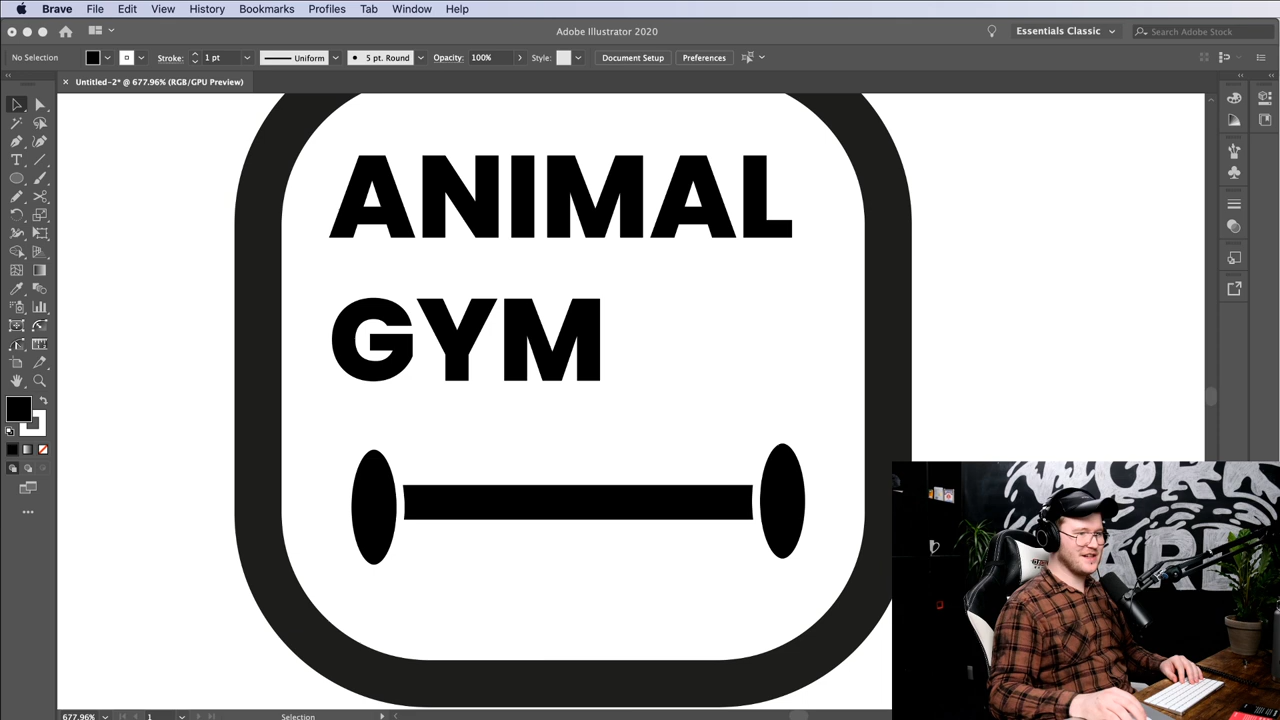 Brave File Edit View History Bookmarks Profiles Tab Window Help
Adobe Illustrator 2020
Essentials Classic
Search Adobe Stock
No Selection
Stroke: 1 pt
Uniform
5 pt. Round
Opacity: 100%
Style:
Document Setup
Preferences
× Untitled-2* @ 677.96% (RGB/GPU Preview)
ANIMAL
GYM
WORK
HARD
677.96%
1
Selection